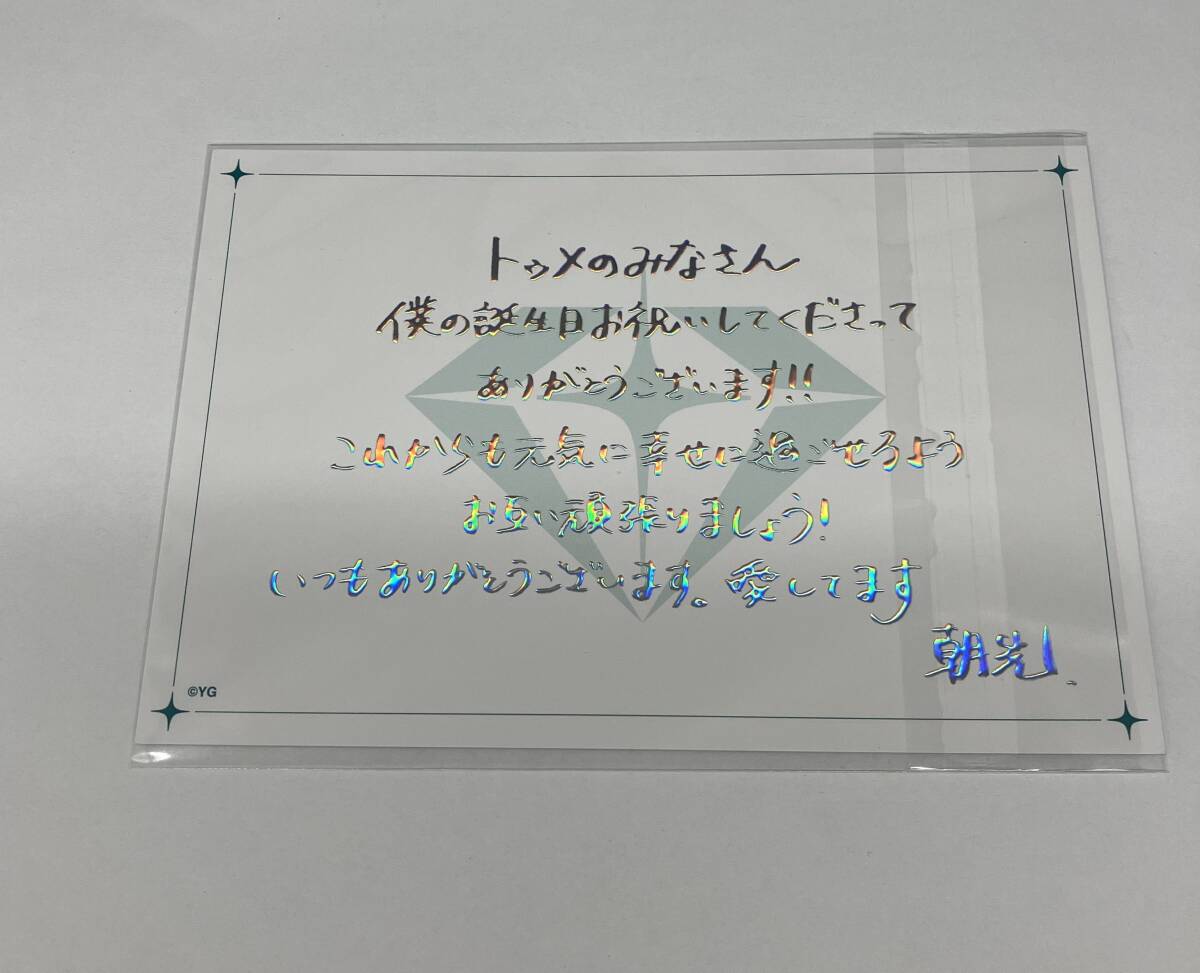 トゥメのみなさん
僕の誕生日お祝いしてくださって
ありがとうございます!!
これからも元気に幸せに過ごせるよう
お互い頑張りましょう!
いつもありがとうございます。愛してます
朝光
©YG